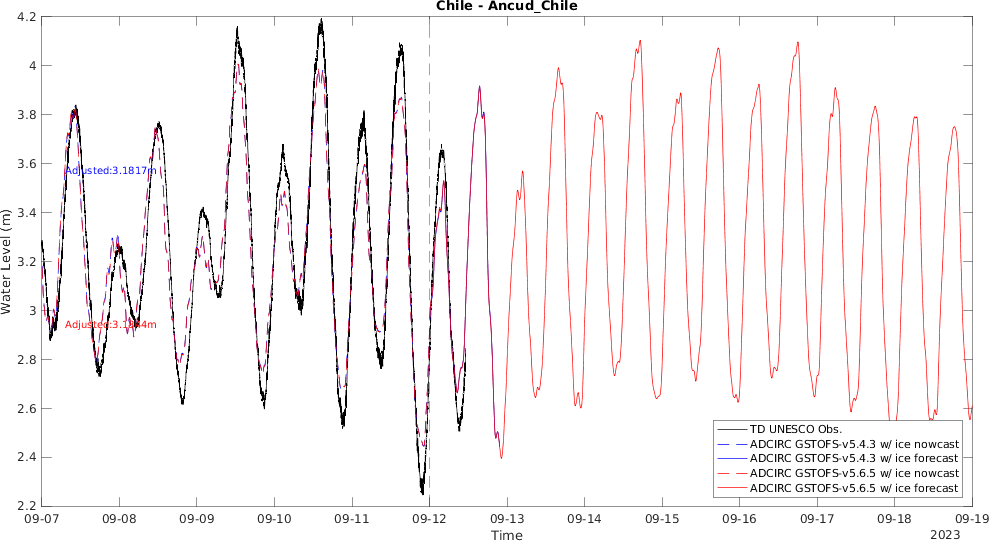 Chile - Ancud_Chile
Water Level (m)
4.2
4
3.8
3.6
3.4
3.2
3
2.8
2.6
2.4
2.2
Adjusted:3.1817m
TD UNESCO Obs.
ADCIRC GSTOFS-v5.4.3 w/ ice nowcast
ADCIRC GSTOFS-v5.4.3 w/ ice forecast
ADCIRC GSTOFS-v5.6.5 w/ ice nowcast
ADCIRC GSTOFS-v5.6.5 w/ ice forecast
09-07 09-08 09-09 09-10 09-11 09-12 09-13 09-14 09-15 09-16 09-17 09-18 09-19
Time
2023